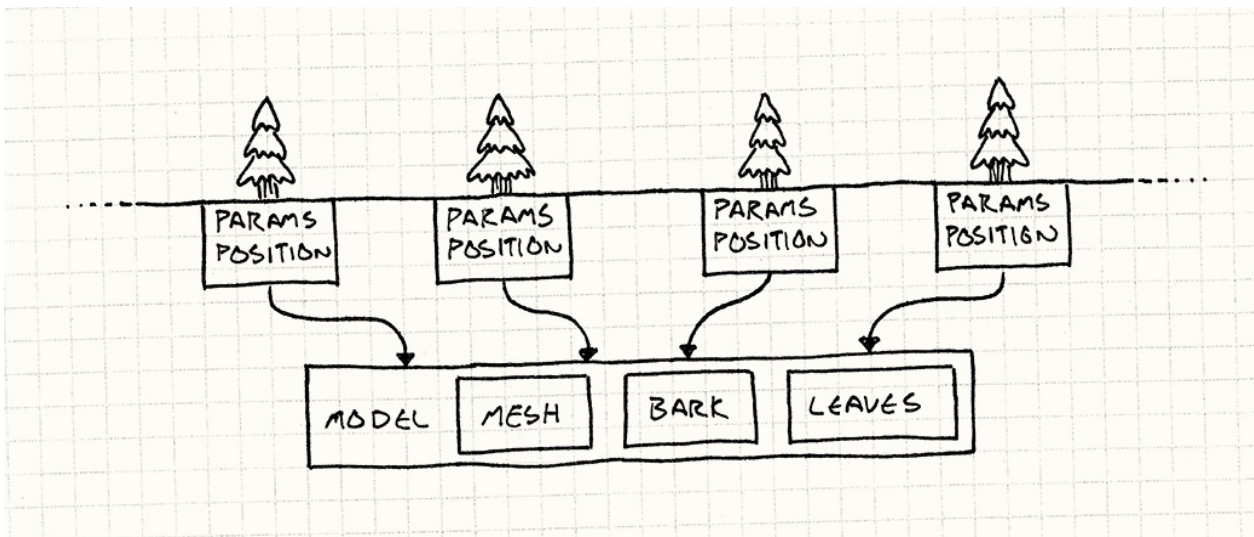 PARAMS
POSITION
PARAMS
POSITION
PARAMS
POSITION
PARAMS
POSITION
MODEL
MESH
BARK
LEAVES